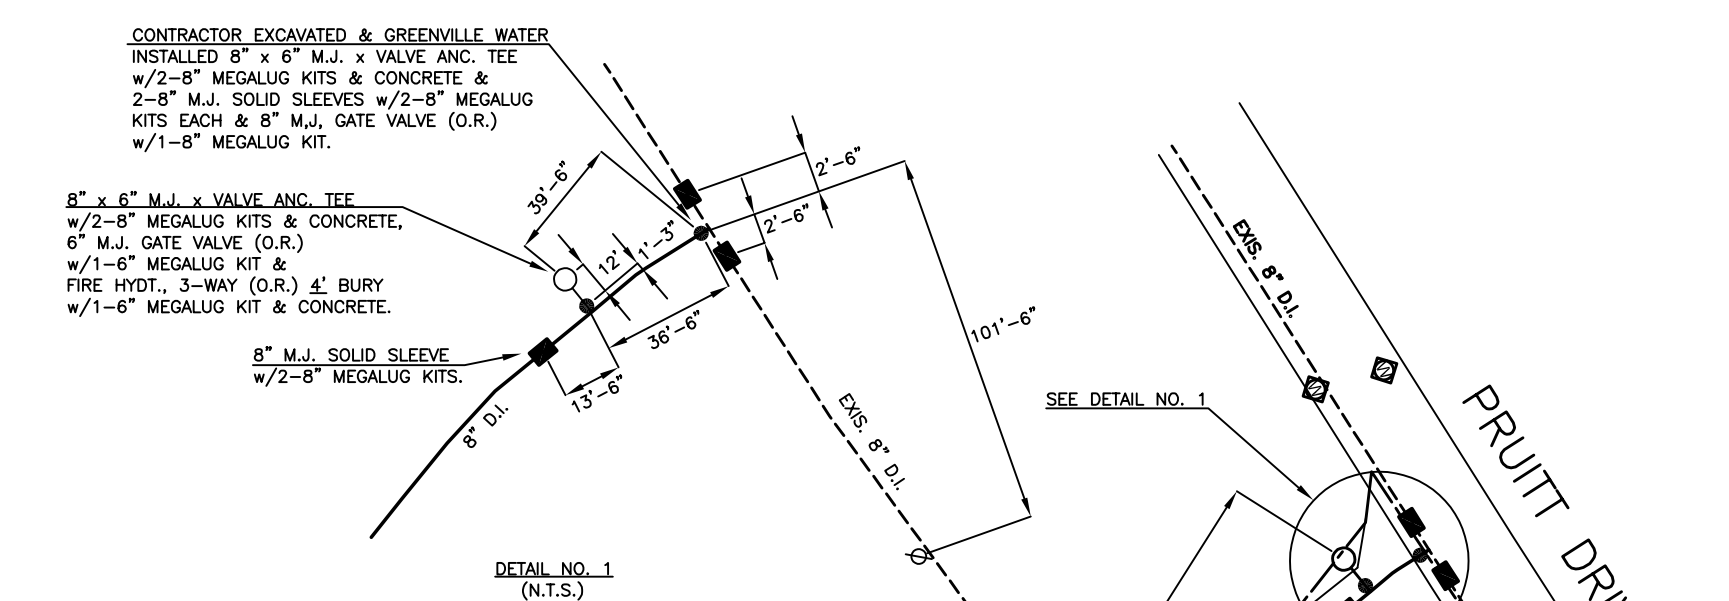 CONTRACTOR EXCAVATED & GREENVILLE WATER
INSTALLED 8" x 6" M.J. x VALVE ANC. TEE
w/2-8" MEGALUG KITS & CONCRETE &
2-8" M.J. SOLID SLEEVES w/2-8" MEGALUG
KITS EACH & 8" M,J, GATE VALVE (O.R.)
w/1-8" MEGALUG KIT.
8" x 6" M.J. x VALVE ANC. TEE
w/2-8" MEGALUG KITS & CONCRETE,
6" M.J. GATE VALVE (O.R.)
w/1-6" MEGALUG KIT &
FIRE HYDT., 3-WAY (O.R.) 4' BURY
w/1-6" MEGALUG KIT & CONCRETE.
8" M.J. SOLID SLEEVE
w/2-8" MEGALUG KITS.
39'-6"
12'
1'-3"
2'-6"
2'-6"
36'-6"
13'-6"
101'-6"
8" D.I.
EXIS. 8" D.I.
DETAIL NO. 1
(N.T.S.)
SEE DETAIL NO. 1
EXIS. 8" D.I.
PRUITT DRI